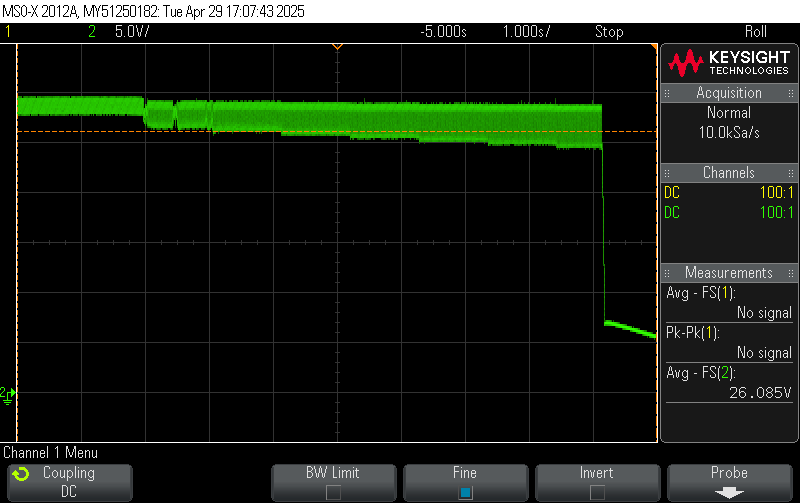 MSO-X 2012A, MY51250182: Tue Apr 29 17:07:43 2025
1 2 5.0V/ -5.000s 1.000s/ Stop Roll
KEYSIGHT
TECHNOLOGIES
Acquisition
Normal
10.0kSa/s
Channels
DC 100:1
DC 100:1
Measurements
Avg - FS(1):
No signal
Pk-Pk(1):
No signal
Avg - FS(2):
26.085V
2
Channel 1 Menu
Coupling
DC
BW Limit
Fine
Invert
Probe